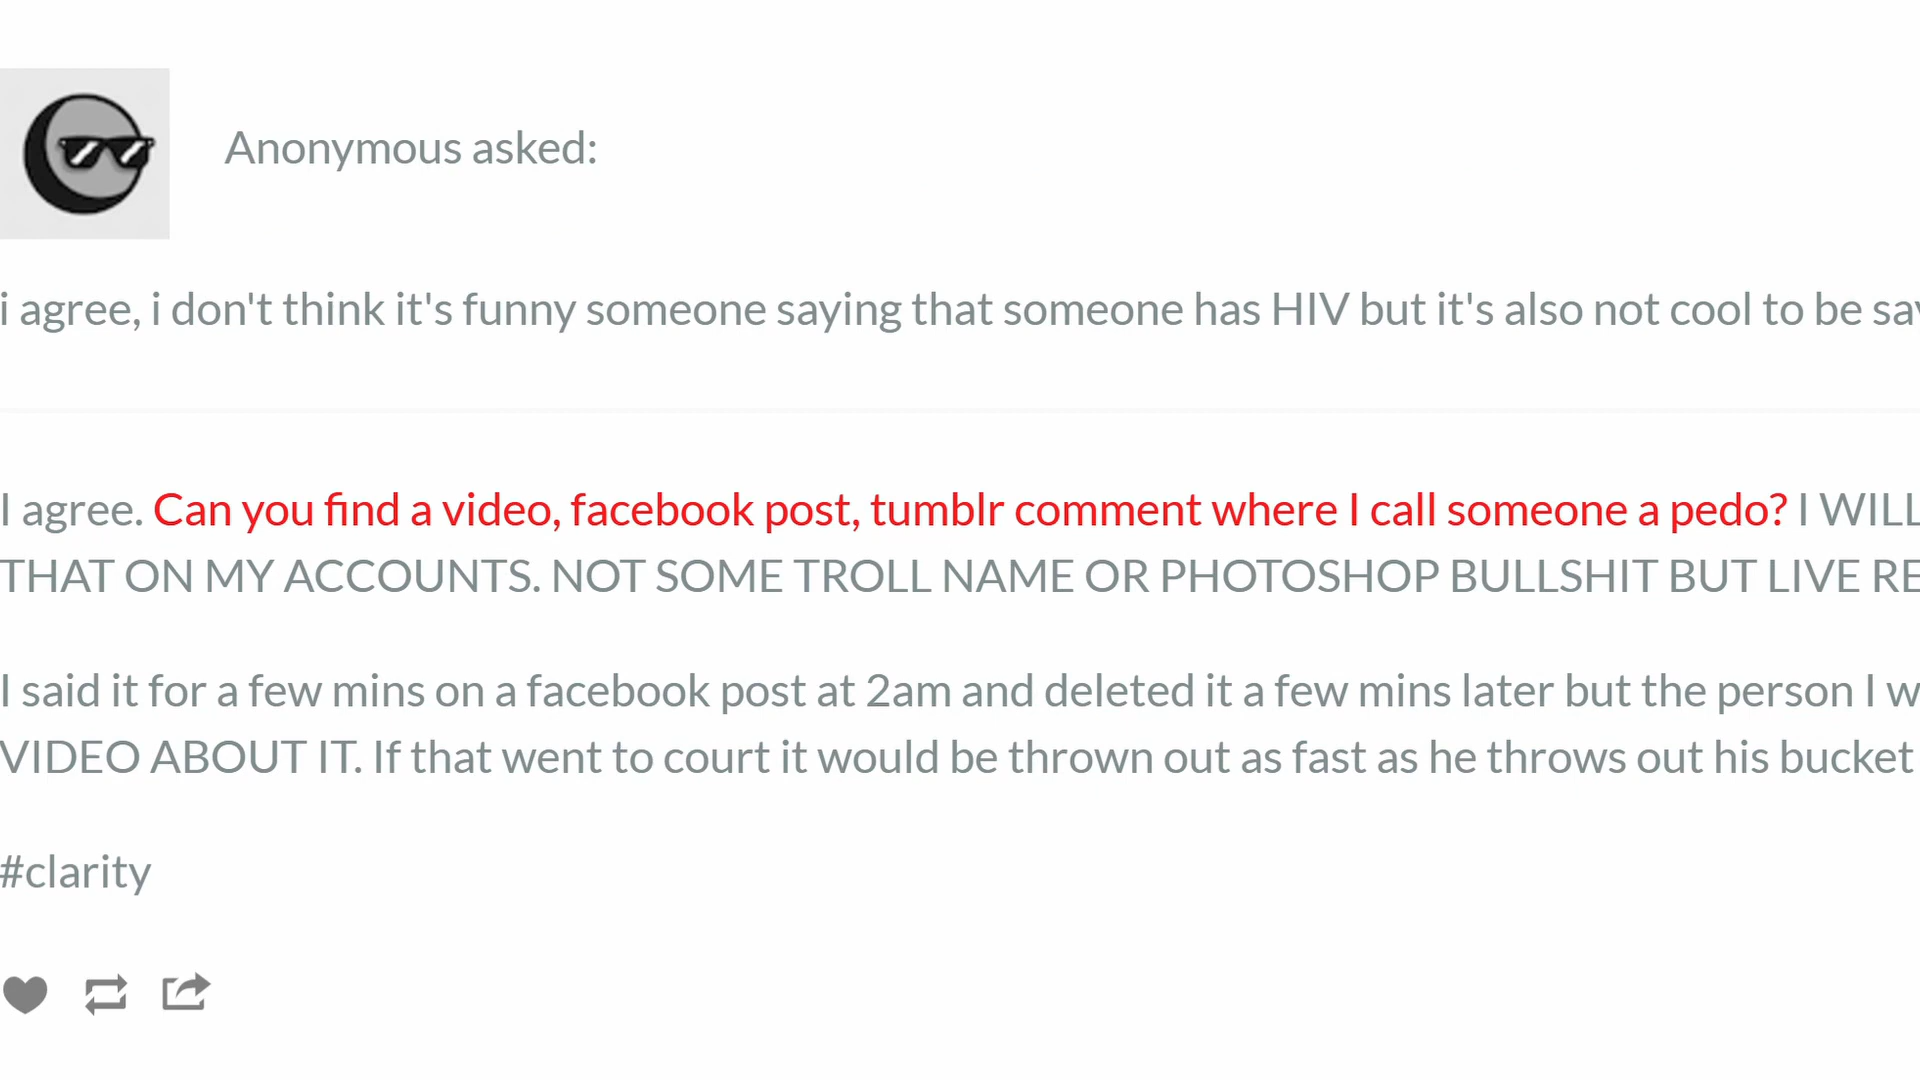 Anonymous asked:
i agree, i don't think it's funny someone saying that someone has HIV but it's also not cool to be
I agree. Can you find a video, facebook post, tumblr comment where I call someone a pedo? I WILL
THAT ON MY ACCOUNTS. NOT SOME TROLL NAME OR PHOTOSHOP BULLSHIT BUT LIVE
I said it for a few mins on a facebook post at 2am and deleted it a few mins later but the person I
VIDEO ABOUT IT. If that went to court it would be thrown out as fast as he throws out his bucket
#clarity